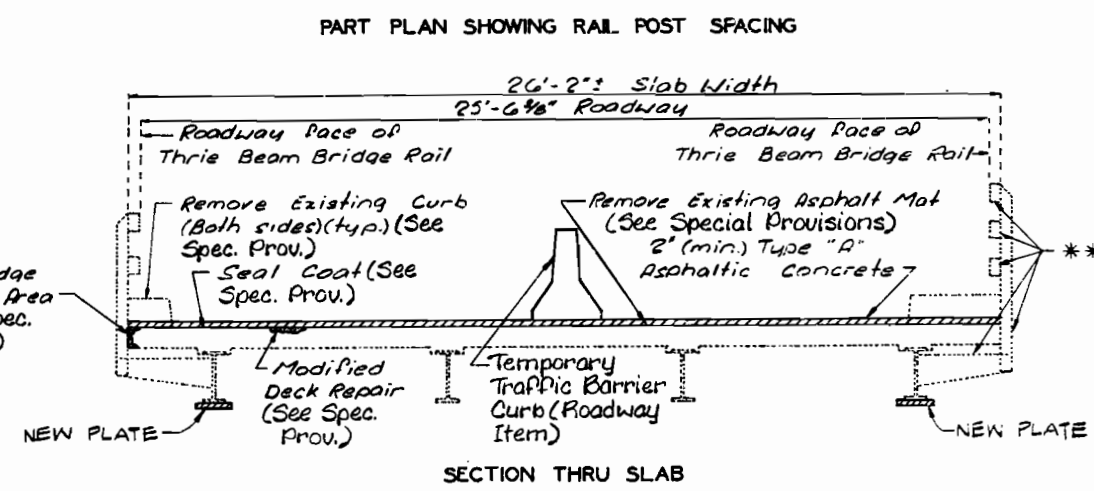 PART PLAN SHOWING RAIL POST SPACING
26'-2"± Slab Width
25'-6⅜" Roadway
Roadway face of
Thrie Beam Bridge Rail
Roadway face of
Thrie Beam Bridge Rail
Remove Existing Curb
(Both sides)(typ.)(See
Spec. Prov.)
Remove Existing Asphalt Mat
(See Special Provisions)
2" (min.) Type "A"
Asphaltic Concrete
**
dge
Area
pec.
)
Seal Coat (See
Spec. Prov.)
Modified
Deck Repair
(See Spec.
Prov.)
Temporary
Traffic Barrier
Curb (Roadway
Item)
NEW PLATE
NEW PLATE
SECTION THRU SLAB